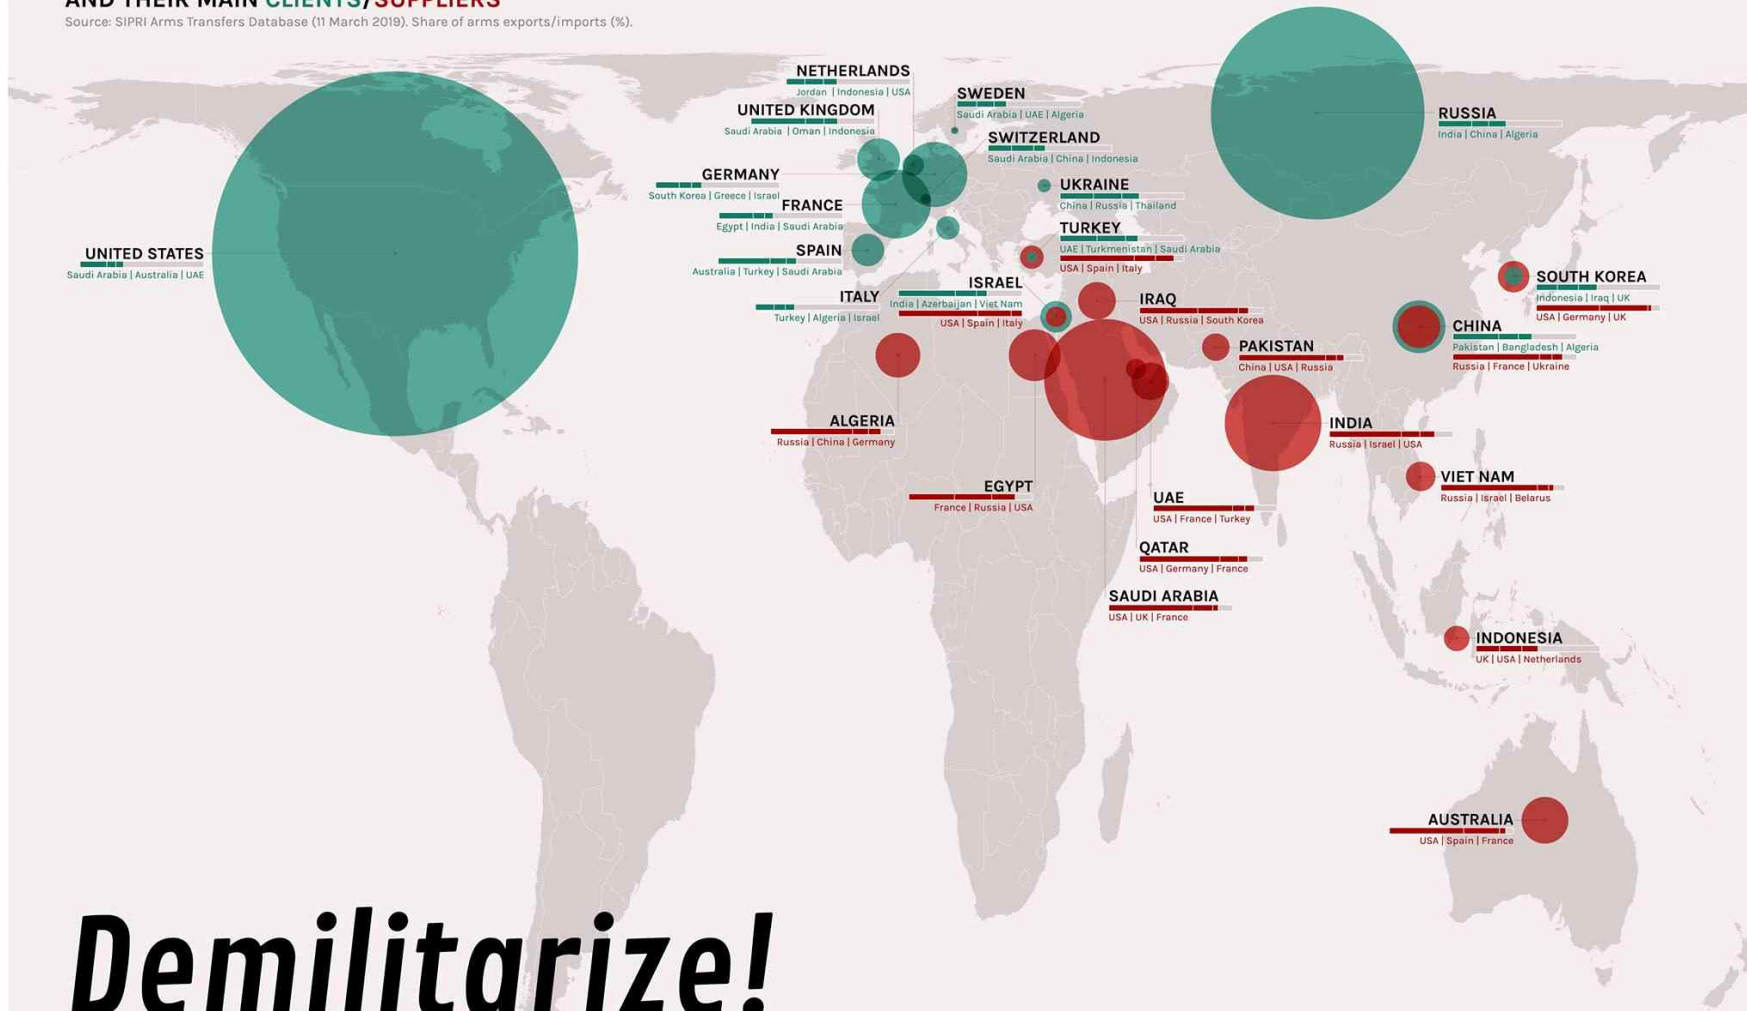 AND THEIR MAIN CLIENTS/SUPPLIERS
Source: SIPRI Arms Transfers Database (11 March 2019). Share of arms exports/imports (%).
NETHERLANDS
Jordan | Indonesia | USA
SWEDEN
Saudi Arabia | UAE | Algeria
UNITED KINGDOM
Saudi Arabia | Oman | Indonesia
RUSSIA
India | China | Algeria
SWITZERLAND
Saudi Arabia | China | Indonesia
GERMANY
South Korea | Greece | Israel
UKRAINE
China | Russia | Thailand
FRANCE
Egypt | India | Saudi Arabia
TURKEY
UAE | Turkmenistan | Saudi Arabia
USA | Spain | Italy
UNITED STATES
Saudi Arabia | Australia | UAE
SPAIN
Australia | Turkey | Saudi Arabia
SOUTH KOREA
Indonesia | Iraq | UK
USA | Germany | UK
ISRAEL
India | Azerbaijan | Viet Nam
USA | Spain | Italy
ITALY
Turkey | Algeria | Israel
IRAQ
USA | Russia | South Korea
CHINA
Pakistan | Bangladesh | Algeria
Russia | France | Ukraine
PAKISTAN
China | USA | Russia
ALGERIA
Russia | China | Germany
INDIA
Russia | Israel | USA
VIET NAM
Russia | Israel | Belarus
EGYPT
France | Russia | USA
UAE
USA | France | Turkey
QATAR
USA | Germany | France
SAUDI ARABIA
USA | UK | France
INDONESIA
UK | USA | Netherlands
AUSTRALIA
USA | Spain | France
Demilitarize!